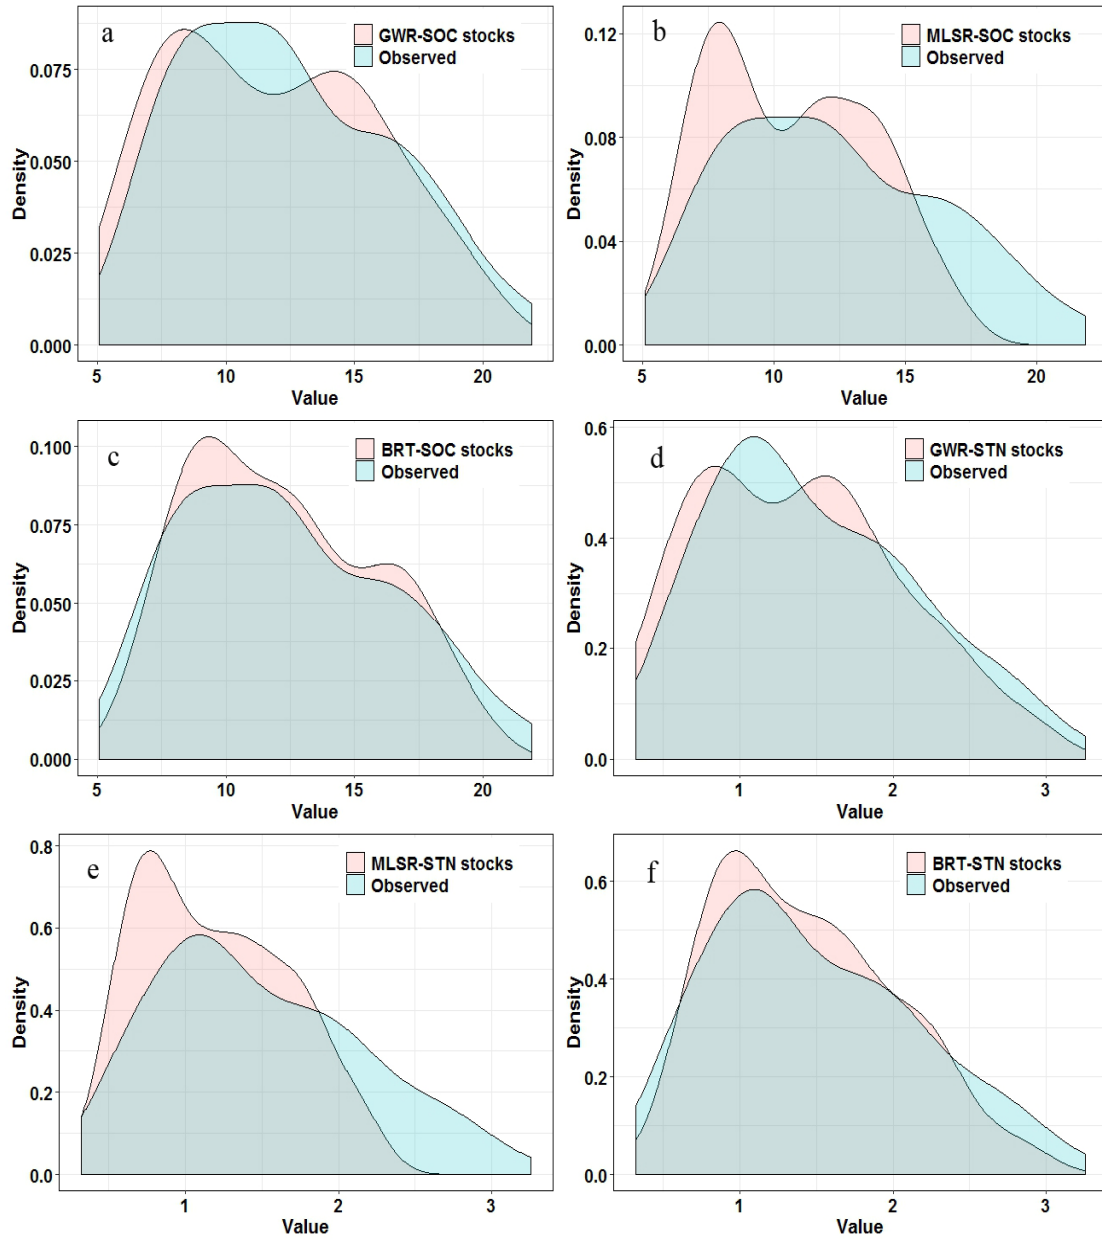 a
GWR-SOC stocks
Observed
Density
0.075
0.050
0.025
0.000
5
10
15
20
Value
b
MLSR-SOC stocks
Observed
Density
0.12
0.08
0.04
0.00
5
10
15
20
Value
c
BRT-SOC stocks
Observed
Density
0.100
0.075
0.050
0.025
0.000
5
10
15
20
Value
d
GWR-STN stocks
Observed
Density
0.6
0.4
0.2
0.0
1
2
3
Value
e
MLSR-STN stocks
Observed
Density
0.8
0.6
0.4
0.2
0.0
1
2
3
Value
f
BRT-STN stocks
Observed
Density
0.6
0.4
0.2
0.0
1
2
3
Value